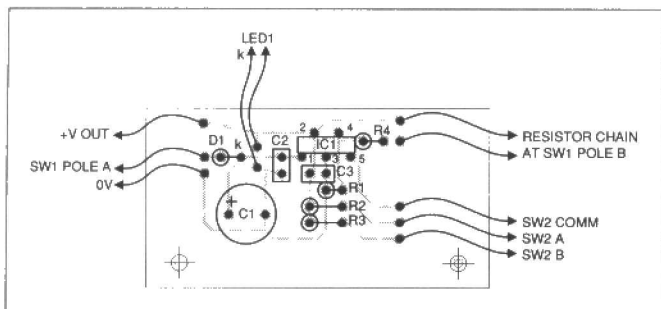 LED1
k
+V OUT
SW1 POLE A
0V
D1
k
C2
2
4
IC1
R4
1
3
5
C3
R1
R2
R3
+
C1
RESISTOR CHAIN
AT SW1 POLE B
SW2 COMM
SW2 A
SW2 B